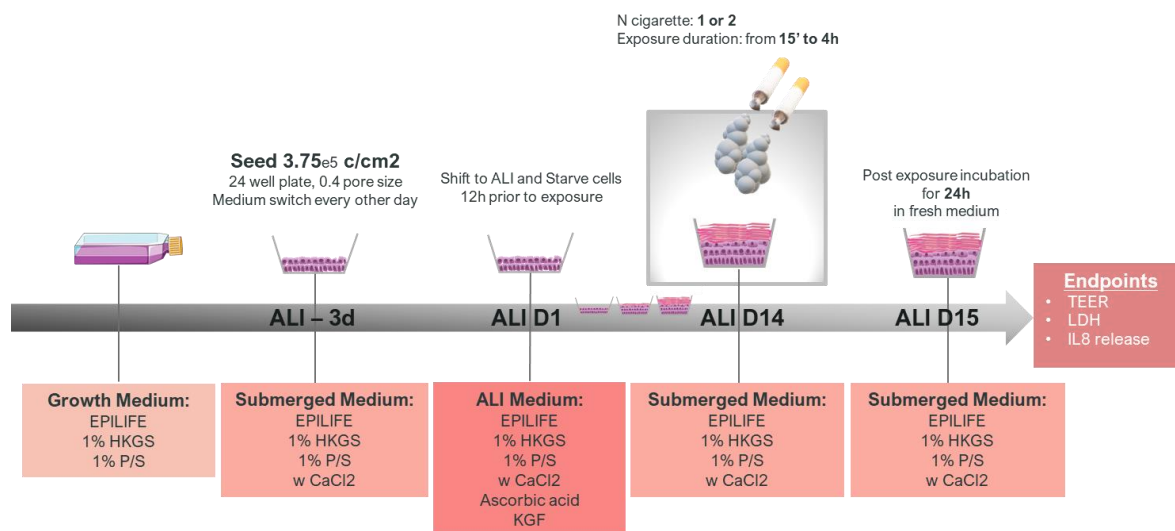 N cigarette: 1 or 2
Exposure duration: from 15’ to 4h
Seed 3.75e5 c/cm2
24 well plate, 0.4 pore size
Medium switch every other day
Shift to ALI and Starve cells
12h prior to exposure
Post exposure incubation
for 24h
in fresh medium
ALI – 3d
ALI D1
ALI D14
ALI D15
Endpoints
• TEER
• LDH
• IL8 release
Growth Medium:
EPILIFE
1% HKGS
1% P/S
Submerged Medium:
EPILIFE
1% HKGS
1% P/S
w CaCl2
ALI Medium:
EPILIFE
1% HKGS
1% P/S
w CaCl2
Ascorbic acid
KGF
Submerged Medium:
EPILIFE
1% HKGS
1% P/S
w CaCl2
Submerged Medium:
EPILIFE
1% HKGS
1% P/S
w CaCl2